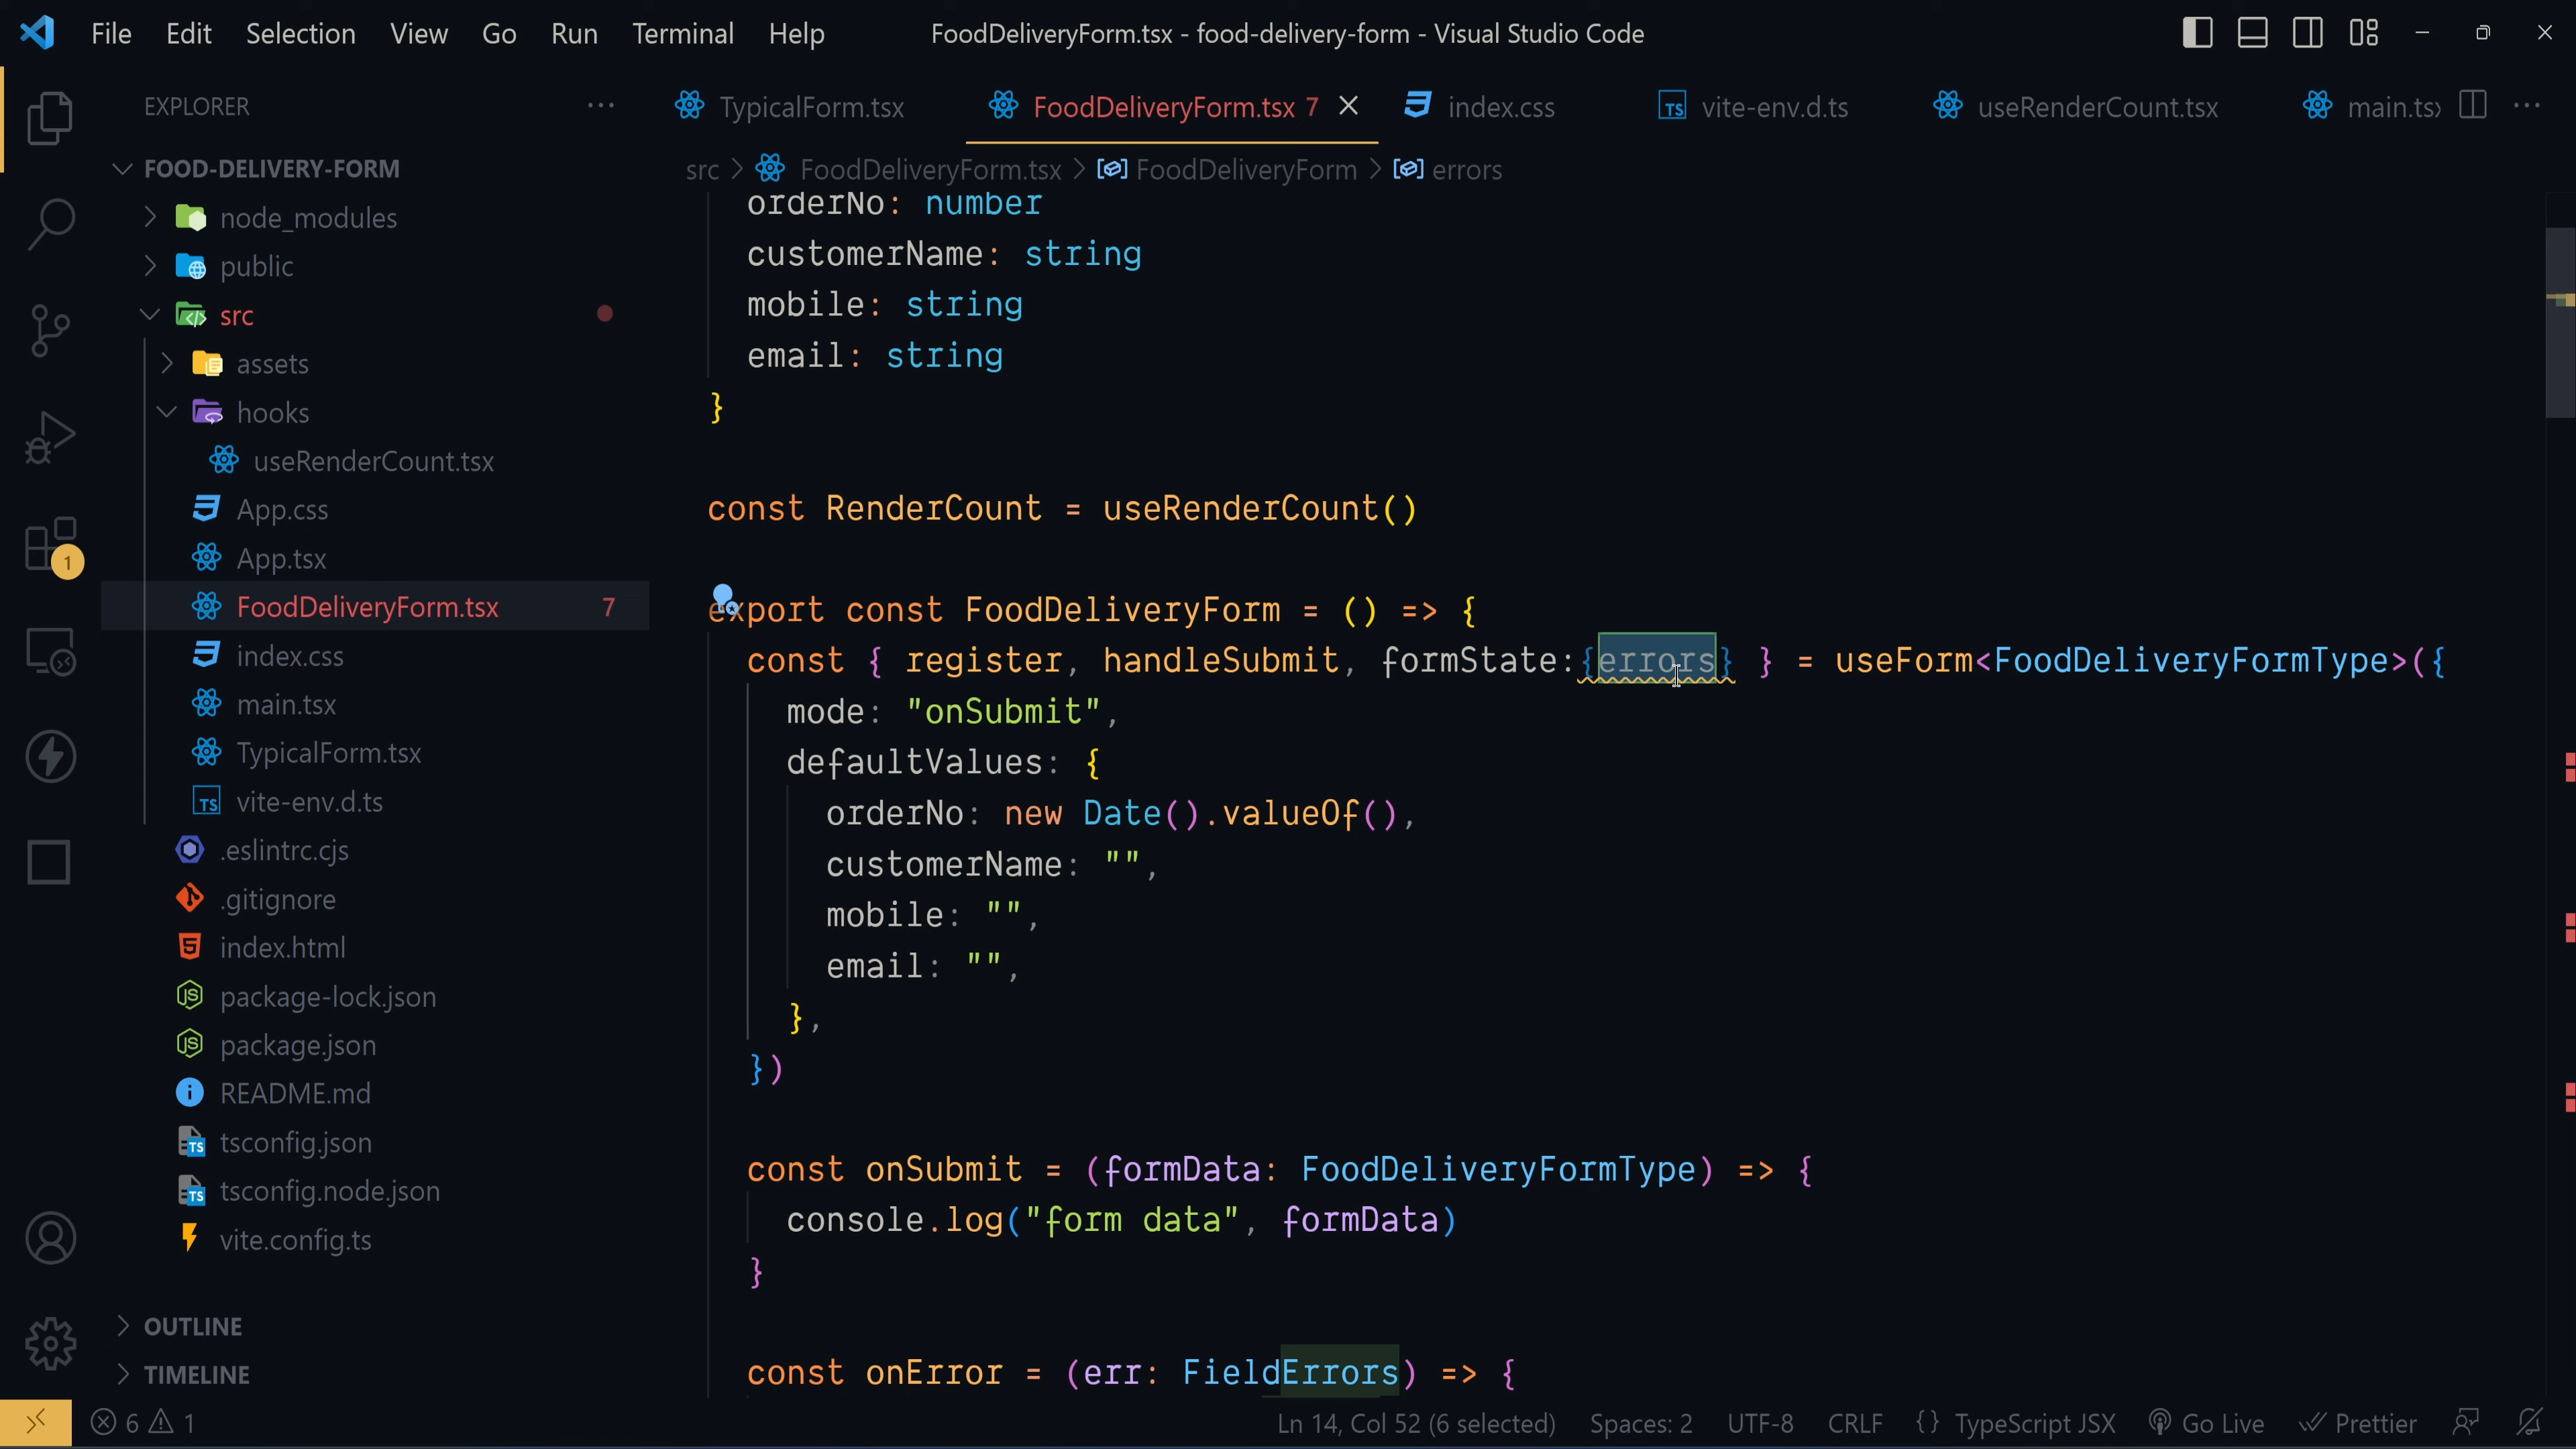 File Edit Selection View Go Run Terminal Help
FoodDeliveryForm.tsx - food-delivery-form - Visual Studio Code
EXPLORER
TypicalForm.tsx
FoodDeliveryForm.tsx 7
index.css
TS vite-env.d.ts
useRenderCount.tsx
main.tsx
src > FoodDeliveryForm.tsx > FoodDeliveryForm > errors
FOOD-DELIVERY-FORM
node_modules
public
src
assets
hooks
useRenderCount.tsx
App.css
App.tsx
FoodDeliveryForm.tsx 7
index.css
main.tsx
TypicalForm.tsx
TS vite-env.d.ts
.eslintrc.cjs
.gitignore
index.html
package-lock.json
package.json
README.md
tsconfig.json
tsconfig.node.json
vite.config.ts
OUTLINE
TIMELINE
1
orderNo: number
customerName: string
mobile: string
email: string
}
const RenderCount = useRenderCount()
export const FoodDeliveryForm = () => {
const { register, handleSubmit, formState:{errors} } = useForm<FoodDeliveryFormType>({
mode: "onSubmit",
defaultValues: {
orderNo: new Date().valueOf(),
customerName: "",
mobile: "",
email: "",
},
})
const onSubmit = (formData: FoodDeliveryFormType) => {
console.log("form data", formData)
}
const onError = (err: FieldErrors) => {
6 1
Ln 14, Col 52 (6 selected) Spaces: 2 UTF-8 CRLF {} TypeScript JSX Go Live Prettier